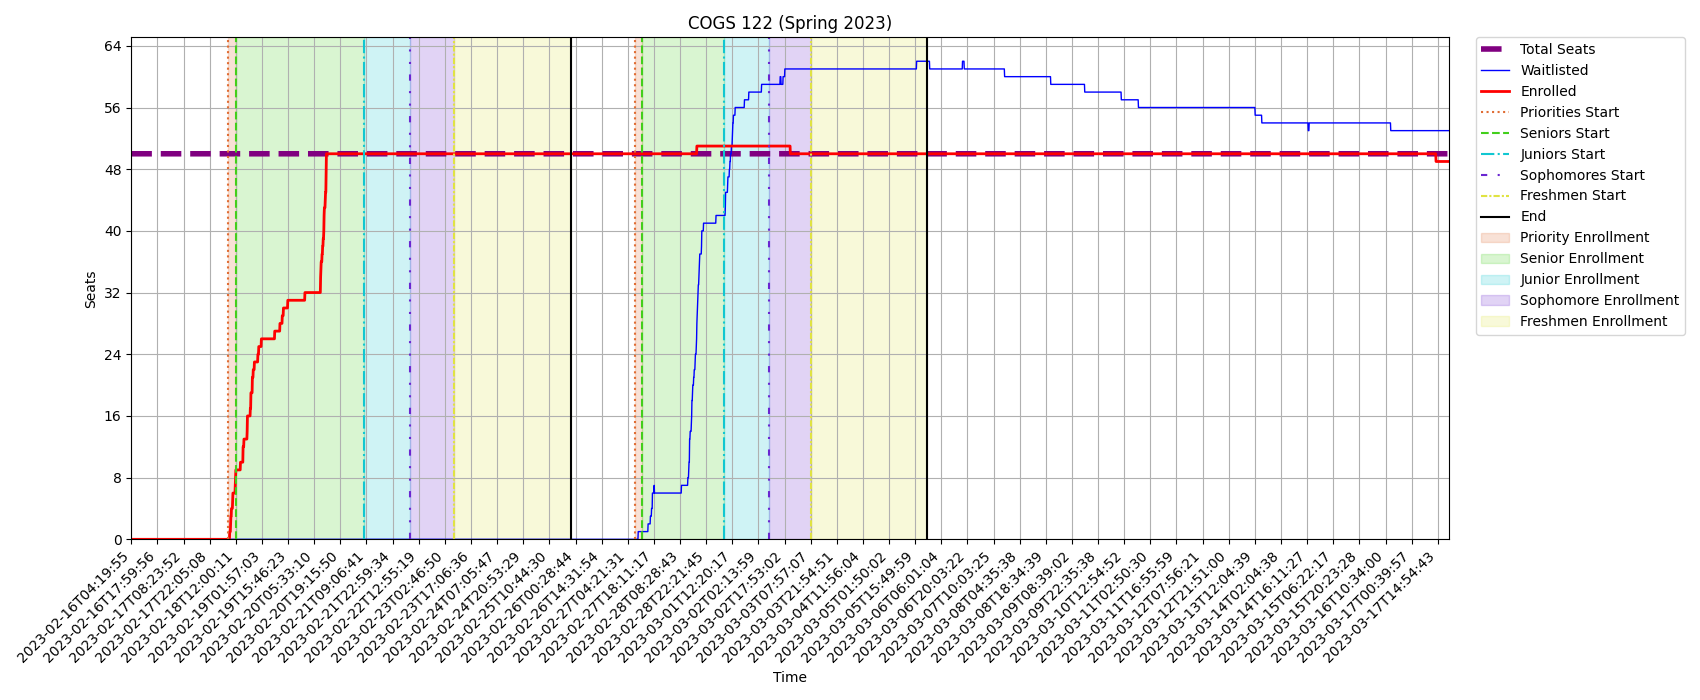 COGS 122 (Spring 2023)
Total Seats
Waitlisted
Enrolled
Priorities Start
Seniors Start
Juniors Start
Sophomores Start
Freshmen Start
End
Priority Enrollment
Senior Enrollment
Junior Enrollment
Sophomore Enrollment
Freshmen Enrollment
Seats
64
56
48
40
32
24
16
8
0
2023-02-16T04:19:55
2023-02-16T17:59:56
2023-02-17T08:23:52
2023-02-17T22:05:08
2023-02-18T12:00:11
2023-02-19T01:57:03
2023-02-19T15:46:23
2023-02-20T05:33:10
2023-02-20T19:15:50
2023-02-21T09:06:41
2023-02-21T22:59:34
2023-02-22T12:55:19
2023-02-23T02:46:50
2023-02-23T17:06:36
2023-02-24T07:05:47
2023-02-24T20:53:29
2023-02-25T10:44:30
2023-02-26T00:28:44
2023-02-26T14:31:54
2023-02-27T04:21:31
2023-02-27T18:11:17
2023-02-28T08:28:43
2023-02-28T22:21:45
2023-03-01T12:20:17
2023-03-02T02:13:59
2023-03-02T17:53:02
2023-03-03T07:57:07
2023-03-03T21:54:51
2023-03-04T11:56:04
2023-03-05T01:50:02
2023-03-05T15:49:59
2023-03-06T06:01:04
2023-03-06T20:03:22
2023-03-07T10:03:25
2023-03-08T04:35:38
2023-03-08T18:34:39
2023-03-09T08:39:02
2023-03-09T22:35:38
2023-03-10T12:54:52
2023-03-11T02:50:30
2023-03-11T16:55:59
2023-03-12T07:56:21
2023-03-12T21:51:00
2023-03-13T12:04:39
2023-03-14T02:04:38
2023-03-14T16:11:27
2023-03-15T06:22:17
2023-03-15T20:23:28
2023-03-16T10:34:00
2023-03-17T00:39:57
2023-03-17T14:54:43
Time